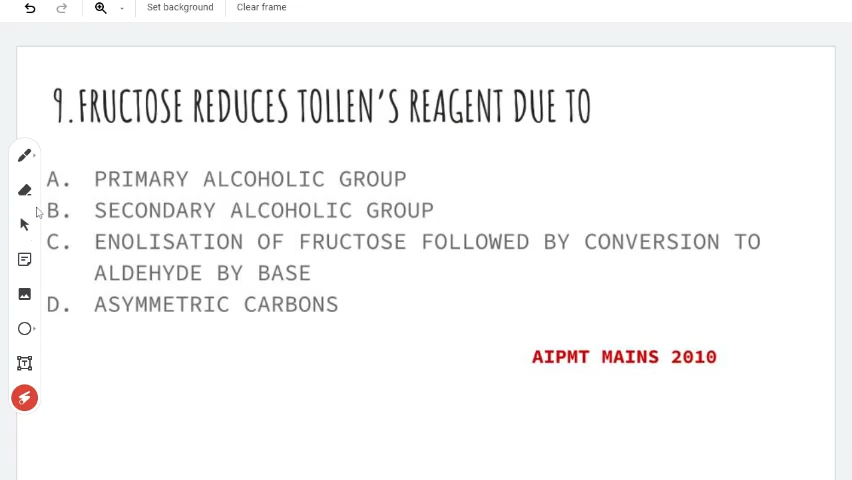 Set background Clear frame
9.FRUCTOSE REDUCES TOLLEN'S REAGENT DUE TO
A. PRIMARY ALCOHOLIC GROUP
B. SECONDARY ALCOHOLIC GROUP
C. ENOLISATION OF FRUCTOSE FOLLOWED BY CONVERSION TO
ALDEHYDE BY BASE
D. ASYMMETRIC CARBONS
AIPMT MAINS 2010